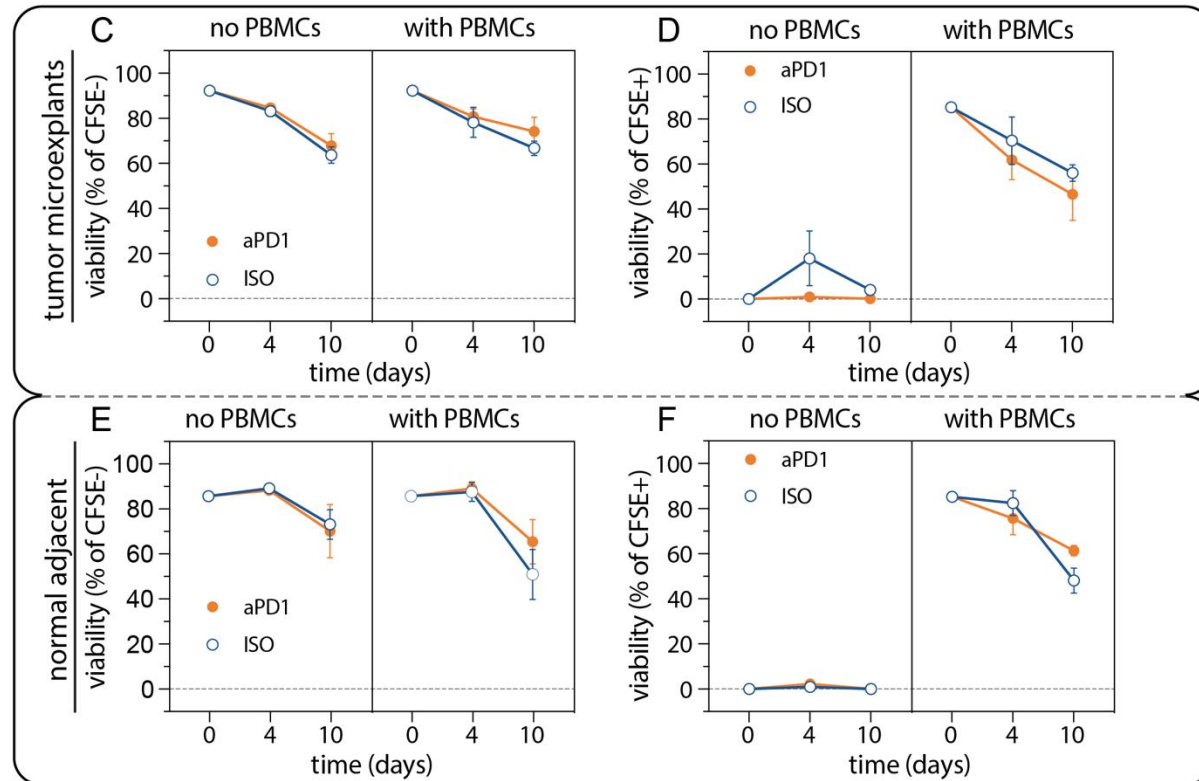 C
no PBMCs
with PBMCs
tumor microexplants
viability (% of CFSE-)
100
80
60
40
20
0
aPD1
ISO
0
4
10
0
4
10
time (days)
D
no PBMCs
with PBMCs
viability (% of CFSE+)
100
80
60
40
20
0
aPD1
ISO
0
4
10
0
4
10
time (days)
E
no PBMCs
with PBMCs
normal adjacent
viability (% of CFSE-)
100
80
60
40
20
0
aPD1
ISO
0
4
10
0
4
10
time (days)
F
no PBMCs
with PBMCs
viability (% of CFSE+)
100
80
60
40
20
0
aPD1
ISO
0
4
10
0
4
10
time (days)